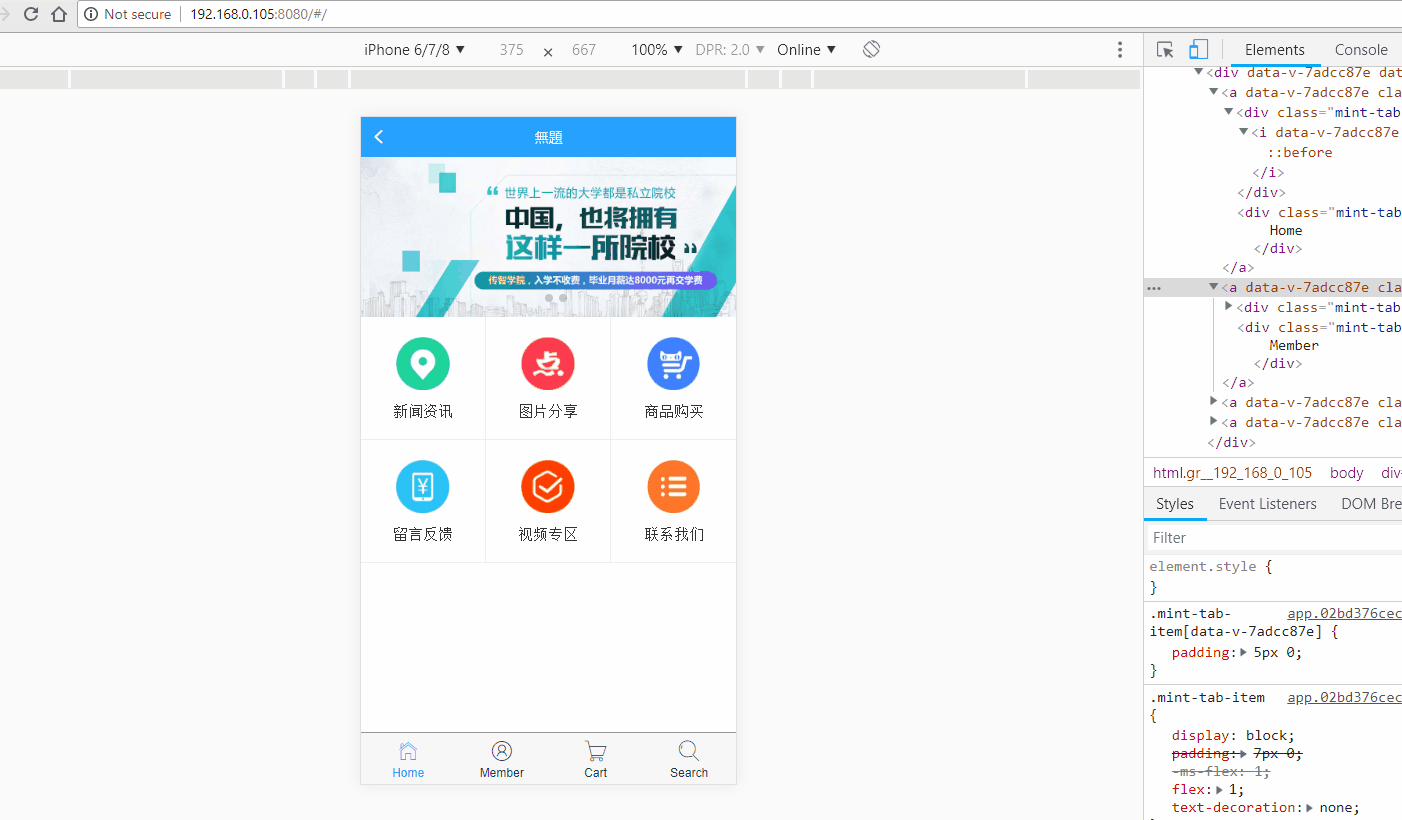 Not secure 192.168.0.105:8080/#/
iPhone 6/7/8 ▼ 375 × 667 100% ▼ DPR: 2.0 ▼ Online ▼
Elements Console
無題
世界上一流的大学都是私立院校
中国，也将拥有
这样一所院校
传智学院，入学不收费，毕业月薪达8000元再交学费
新闻资讯 图片分享 商品购买
留言反馈 视频专区 联系我们
Home Member Cart Search
▼<div data-v-7adcc87e dat
▼<a data-v-7adcc87e cla
▼<div class="mint-tab
▼<i data-v-7adcc87e
::before
</i>
</div>
<div class="mint-tab
Home
</div>
</a>
… ▼<a data-v-7adcc87e cla
▶<div class="mint-tab
<div class="mint-tab
Member
</div>
</a>
▶<a data-v-7adcc87e cla
▶<a data-v-7adcc87e cla
</div>
html.gr__192_168_0_105 body div
Styles Event Listeners DOM Bre
Filter
element.style {
}
.mint-tab- app.02bd376cec
item[data-v-7adcc87e] {
padding:▶ 5px 0;
}
.mint-tab-item app.02bd376cec
{
display: block;
padding:▶ 7px 0;
-ms-flex: 1;
flex:▶ 1;
text-decoration:▶ none;